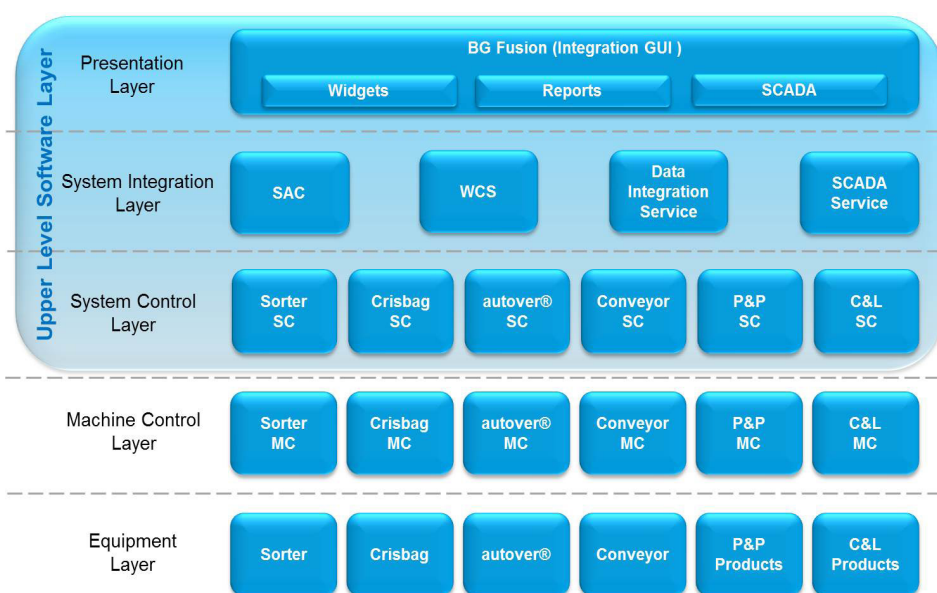 Upper Level Software Layer
Presentation
Layer
BG Fusion (Integration GUI )
Widgets
Reports
SCADA
System Integration
Layer
SAC
WCS
Data
Integration
Service
SCADA
Service
System Control
Layer
Sorter
SC
Crisbag
SC
autover®
SC
Conveyor
SC
P&P
SC
C&L
SC
Machine Control
Layer
Sorter
MC
Crisbag
MC
autover®
MC
Conveyor
MC
P&P
MC
C&L
MC
Equipment
Layer
Sorter
Crisbag
autover®
Conveyor
P&P
Products
C&L
Products